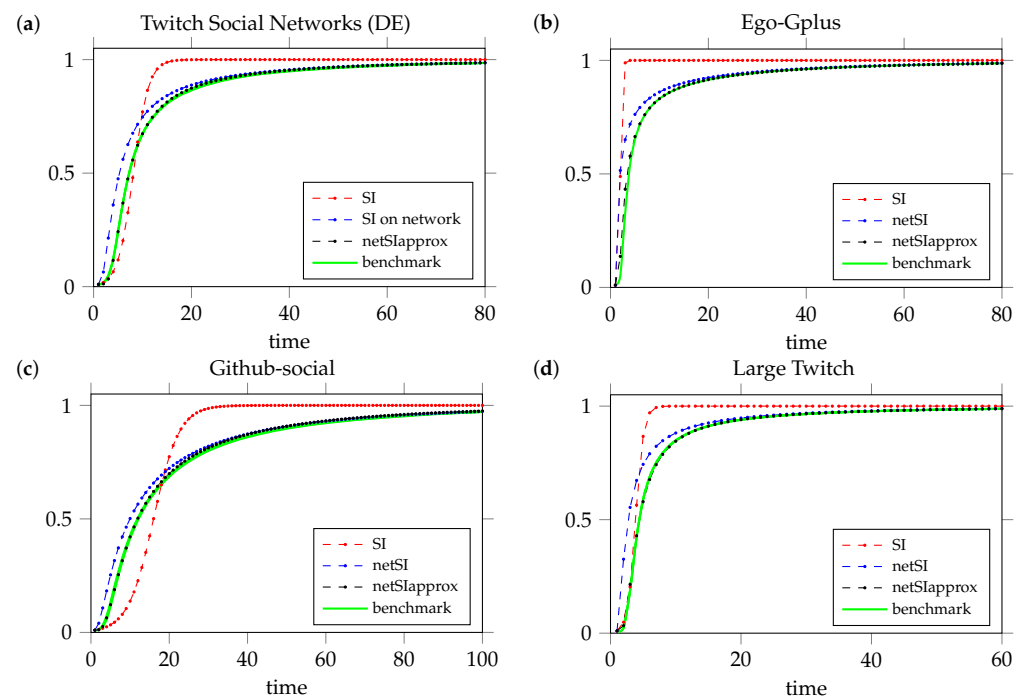 (a) Twitch Social Networks (DE)
1
0.5
0
0 20 40 60 80
time
SI
SI on network
netSIapprox
benchmark
(b) Ego-Gplus
1
0.5
0
0 20 40 60 80
time
SI
netSI
netSIapprox
benchmark
(c) Github-social
1
0.5
0
0 20 40 60 80 100
time
SI
netSI
netSIapprox
benchmark
(d) Large Twitch
1
0.5
0
0 20 40 60
time
SI
netSI
netSIapprox
benchmark